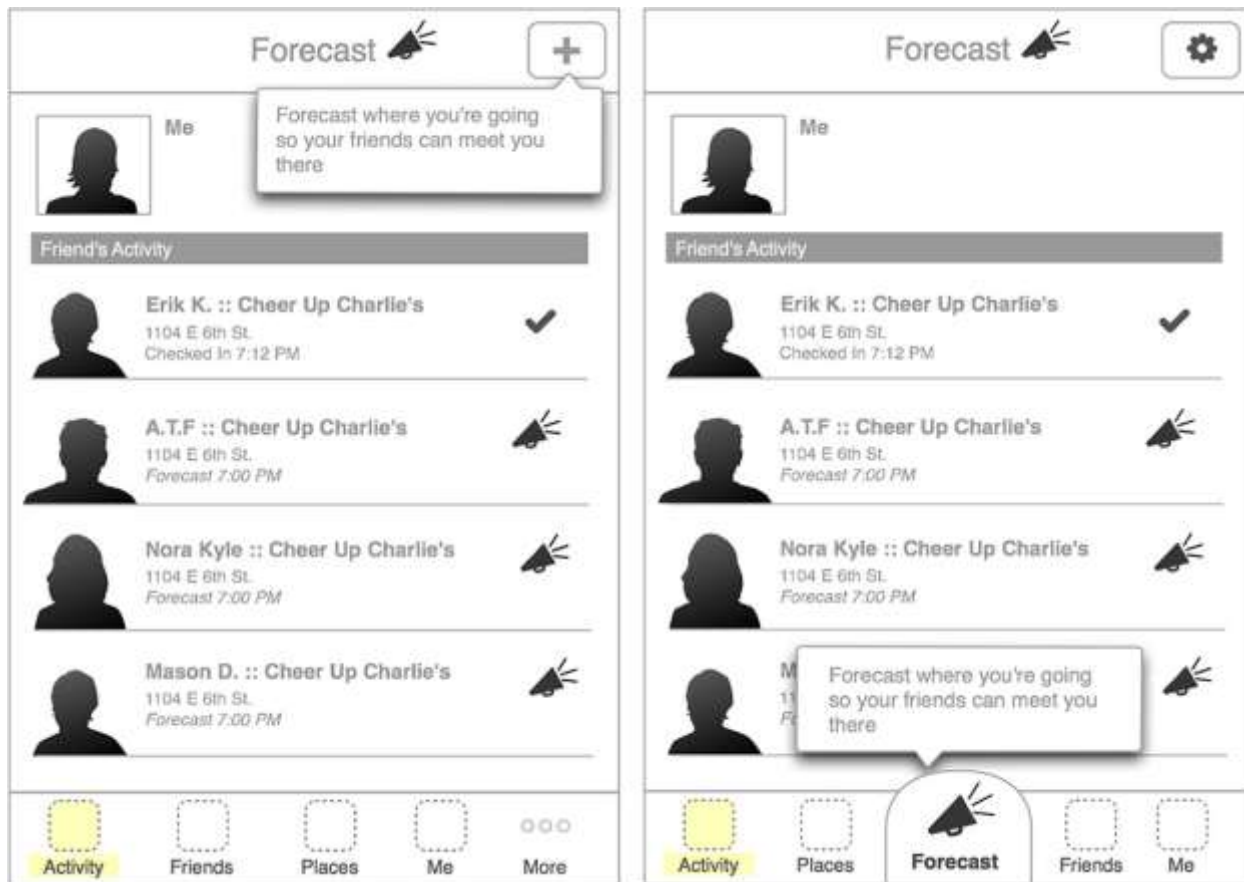 Forecast
Forecast where you're going
so your friends can meet you
there
Me
Friend's Activity
Erik K. :: Cheer Up Charlie's
1104 E 6th St.
Checked In 7:12 PM
A.T.F :: Cheer Up Charlie's
1104 E 6th St.
Forecast 7:00 PM
Nora Kyle :: Cheer Up Charlie's
1104 E 6th St.
Forecast 7:00 PM
Mason D. :: Cheer Up Charlie's
1104 E 6th St.
Forecast 7:00 PM
Activity Friends Places Me More
Forecast
Me
Friend's Activity
Erik K. :: Cheer Up Charlie's
1104 E 6th St.
Checked In 7:12 PM
A.T.F :: Cheer Up Charlie's
1104 E 6th St.
Forecast 7:00 PM
Nora Kyle :: Cheer Up Charlie's
1104 E 6th St.
Forecast 7:00 PM
M
11
F
Forecast where you're going
so your friends can meet you
there
Activity Places Forecast Friends Me